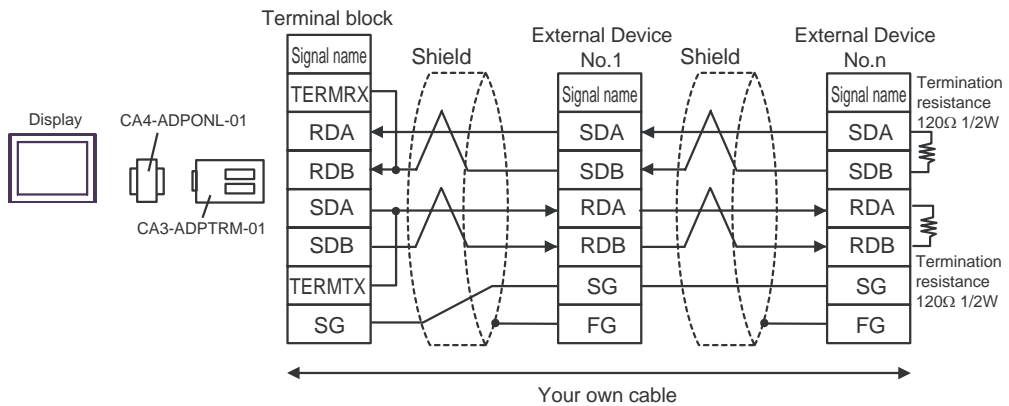 Terminal block
Signal name
TERMRX
RDA
RDB
SDA
SDB
TERMTX
SG
Display
CA4-ADPONL-01
CA3-ADPTRM-01
Shield
External Device
No.1
Signal name
SDA
SDB
RDA
RDB
SG
FG
Shield
External Device
No.n
Signal name
SDA
SDB
RDA
RDB
SG
FG
Termination
resistance
120Ω 1/2W
Termination
resistance
120Ω 1/2W
Your own cable